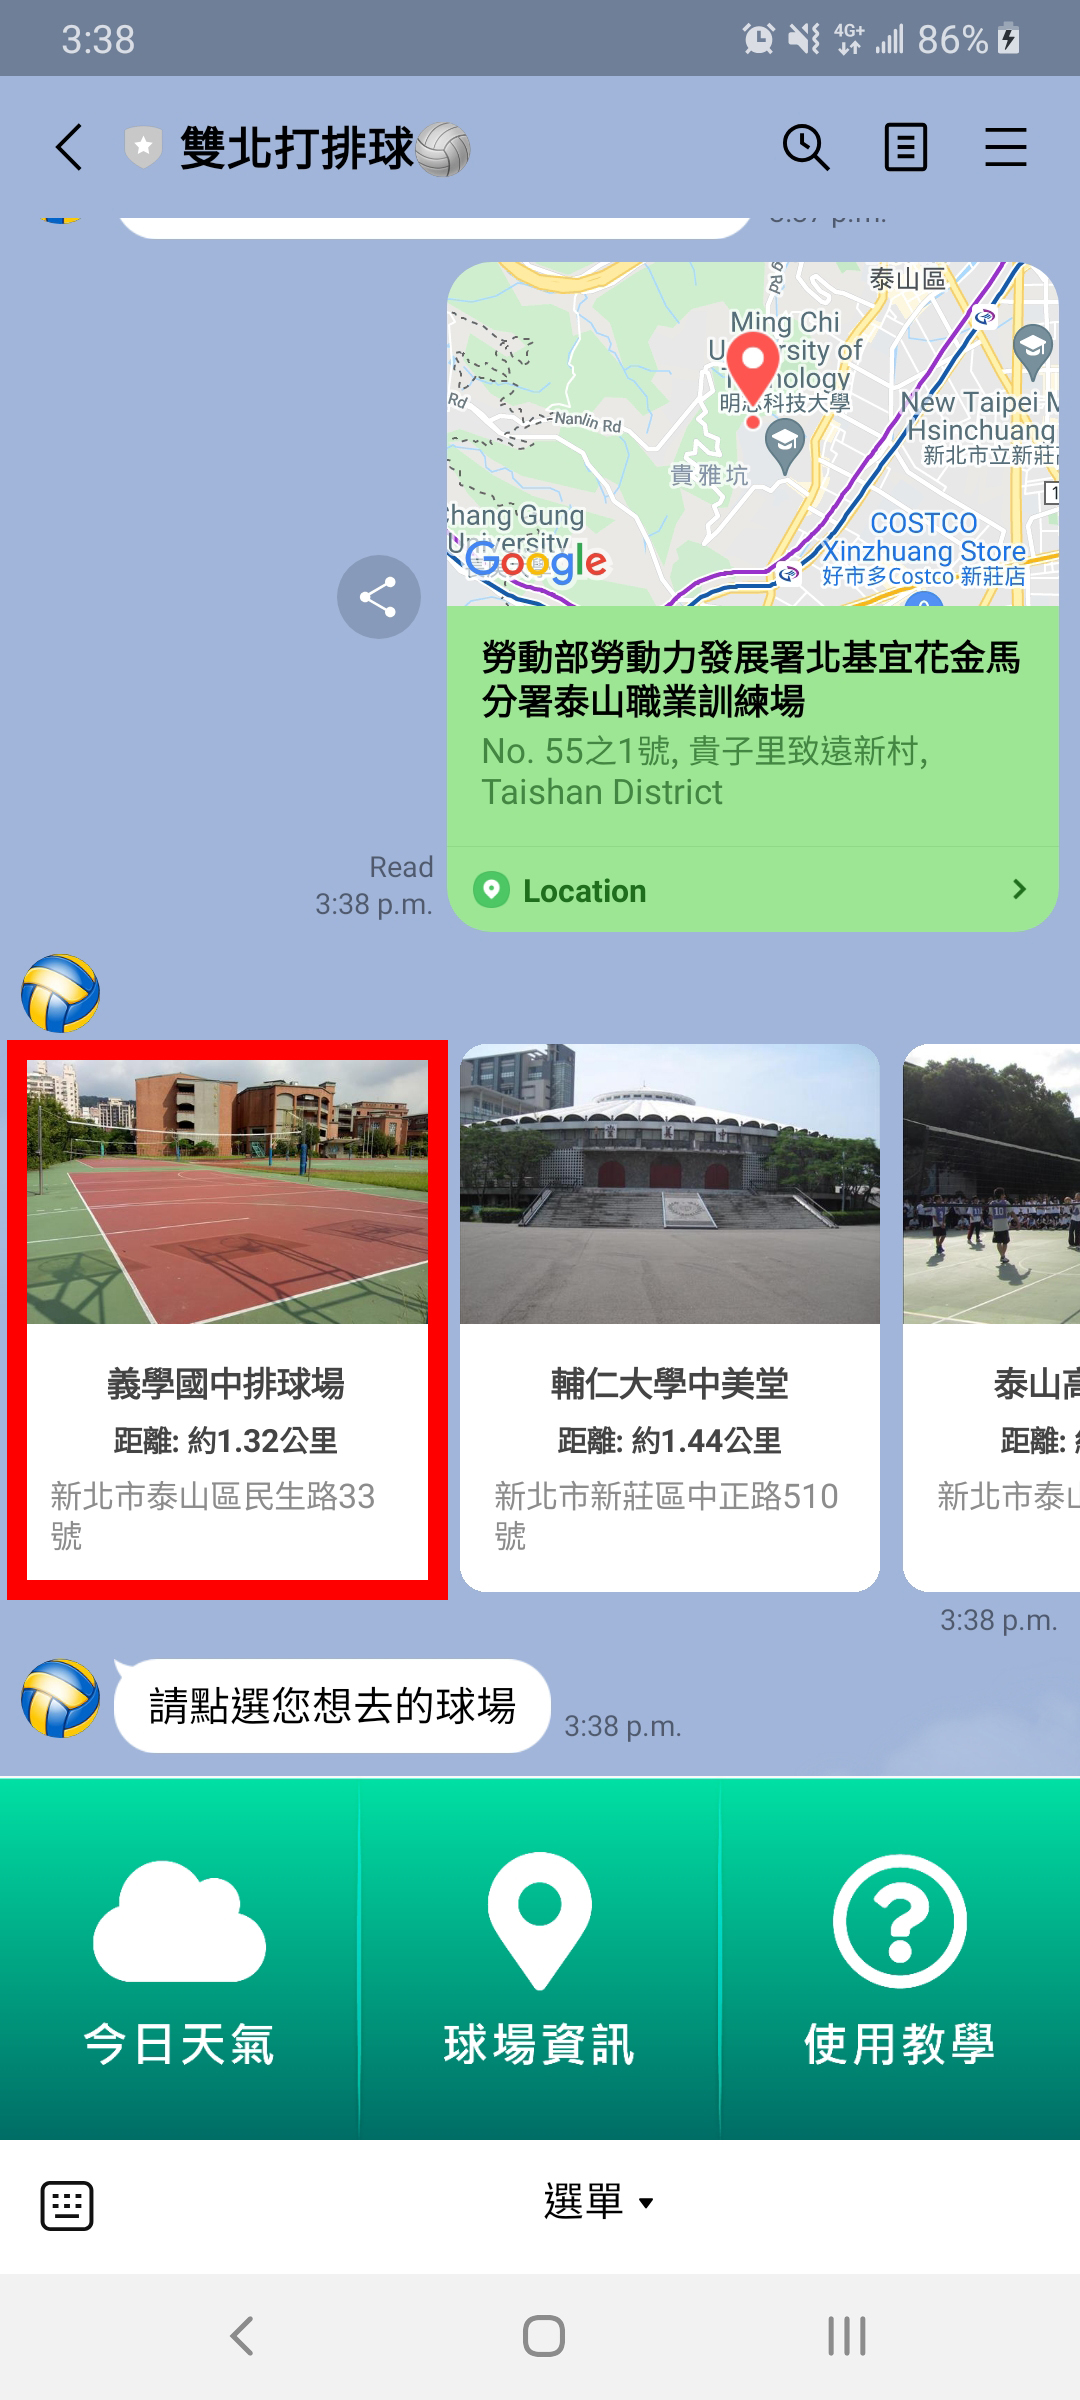 3:38
4G+
86%
雙北打排球
泰山區
Ming Chi
University of
Technology
明志科技大學
Rd
Nanlin Rd
New Taipei M
Hsinchuang
新北市立新莊
貴雅坑
1
Chang Gung
University
COSTCO
Xinzhuang Store
好市多Costco 新莊店
Google
勞動部勞動力發展署北基宜花金馬
分署泰山職業訓練場
No. 55之1號, 貴子里致遠新村,
Taishan District
Read
3:38 p.m.
Location
義學國中排球場
距離: 約1.32公里
新北市泰山區民生路33
號
輔仁大學中美堂
距離: 約1.44公里
新北市新莊區中正路510
號
泰山高
距離:
新北市泰山
3:38 p.m.
請點選您想去的球場
3:38 p.m.
今日天氣
球場資訊
使用教學
選單